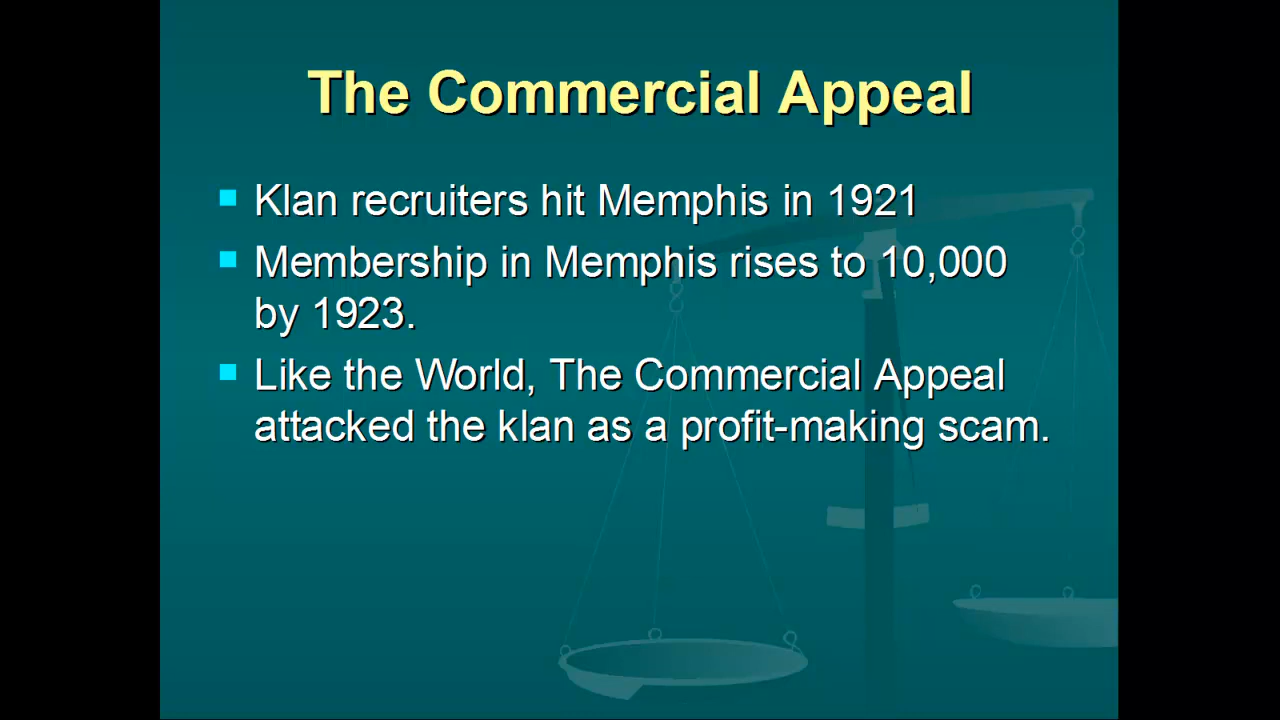 The Commercial Appeal
Klan recruiters hit Memphis in 1921
Membership in Memphis rises to 10,000
by 1923.
Like the World, The Commercial Appeal
attacked the klan as a profit-making scam.